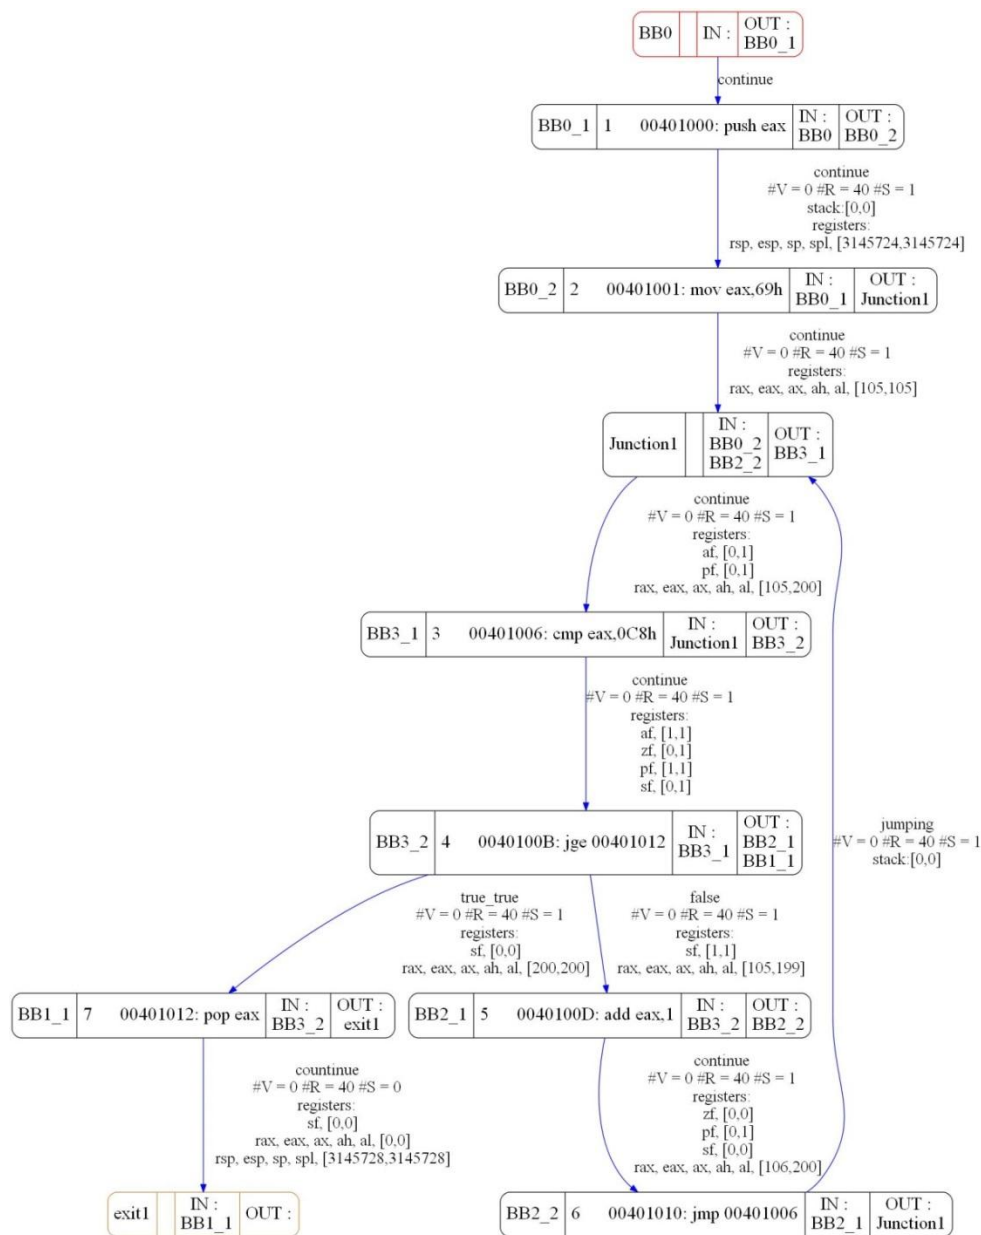 BB0
IN :
OUT :
BB0_1
continue
BB0_1
1
00401000: push eax
IN :
BB0
OUT :
BB0_2
continue
#V = 0 #R = 40 #S = 1
stack:[0,0]
registers:
rsp, esp, sp, spl, [3145724,3145724]
BB0_2
2
00401001: mov eax,69h
IN :
BB0_1
OUT :
Junction1
continue
#V = 0 #R = 40 #S = 1
registers:
rax, eax, ax, ah, al, [105,105]
Junction1
IN :
BB0_2
BB2_2
OUT :
BB3_1
continue
#V = 0 #R = 40 #S = 1
registers:
af, [0,1]
pf, [0,1]
rax, eax, ax, ah, al, [105,200]
BB3_1
3
00401006: cmp eax,0C8h
IN :
Junction1
OUT :
BB3_2
continue
#V = 0 #R = 40 #S = 1
registers:
af, [1,1]
zf, [0,1]
pf, [1,1]
sf, [0,1]
BB3_2
4
0040100B: jge 00401012
IN :
BB3_1
OUT :
BB2_1
BB1_1
jumping
#V = 0 #R = 40 #S = 1
stack:[0,0]
true_true
#V = 0 #R = 40 #S = 1
registers:
sf, [0,0]
rax, eax, ax, ah, al, [200,200]
false
#V = 0 #R = 40 #S = 1
registers:
sf, [1,1]
rax, eax, ax, ah, al, [105,199]
BB1_1
7
00401012: pop eax
IN :
BB3_2
OUT :
exit1
BB2_1
5
0040100D: add eax,1
IN :
BB3_2
OUT :
BB2_2
countinue
#V = 0 #R = 40 #S = 0
registers:
sf, [0,0]
rax, eax, ax, ah, al, [0,0]
rsp, esp, sp, spl, [3145728,3145728]
continue
#V = 0 #R = 40 #S = 1
registers:
zf, [0,0]
pf, [0,1]
sf, [0,0]
rax, eax, ax, ah, al, [106,200]
exit1
IN :
BB1_1
OUT :
BB2_2
6
00401010: jmp 00401006
IN :
BB2_1
OUT :
Junction1